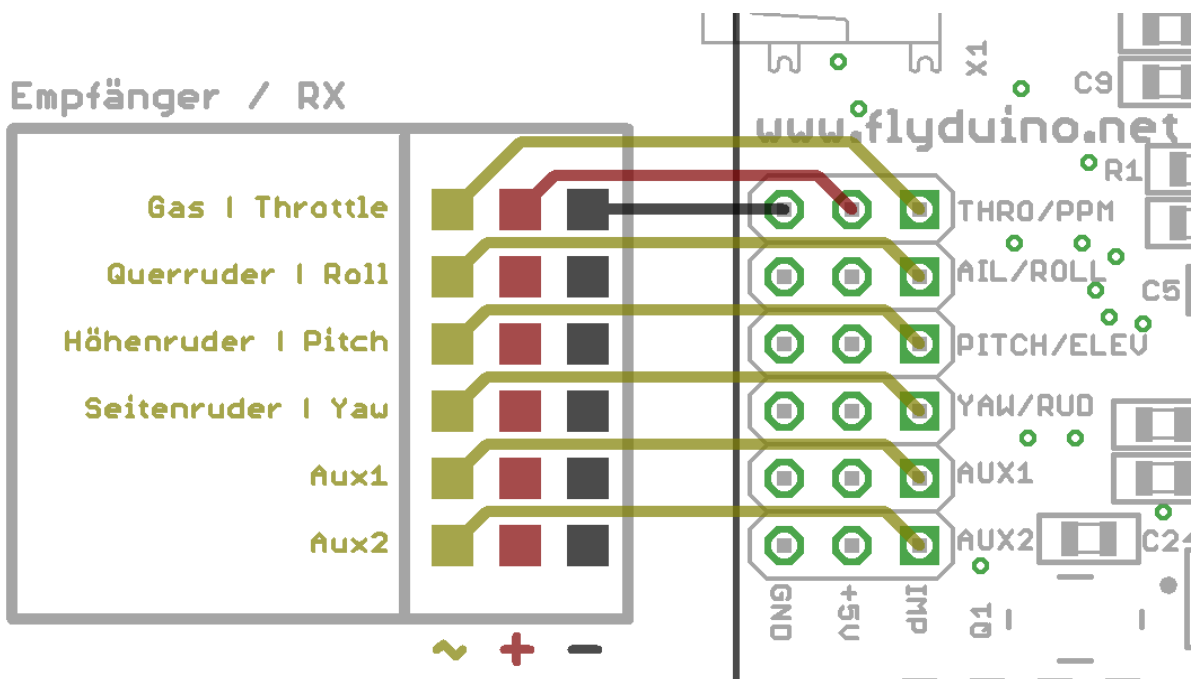 X1
C9
Empfänger / RX
www.flyduino.net
R1
Gas | Throttle
THRO/PPM
Querruder | Roll
AIL/ROLL
C5
Höhenruder | Pitch
PITCH/ELEV
Seitenruder | Yaw
YAW/RUD
Aux1
AUX1
Aux2
AUX2
C24
GND
+5V
IMP
Q1
~ + -